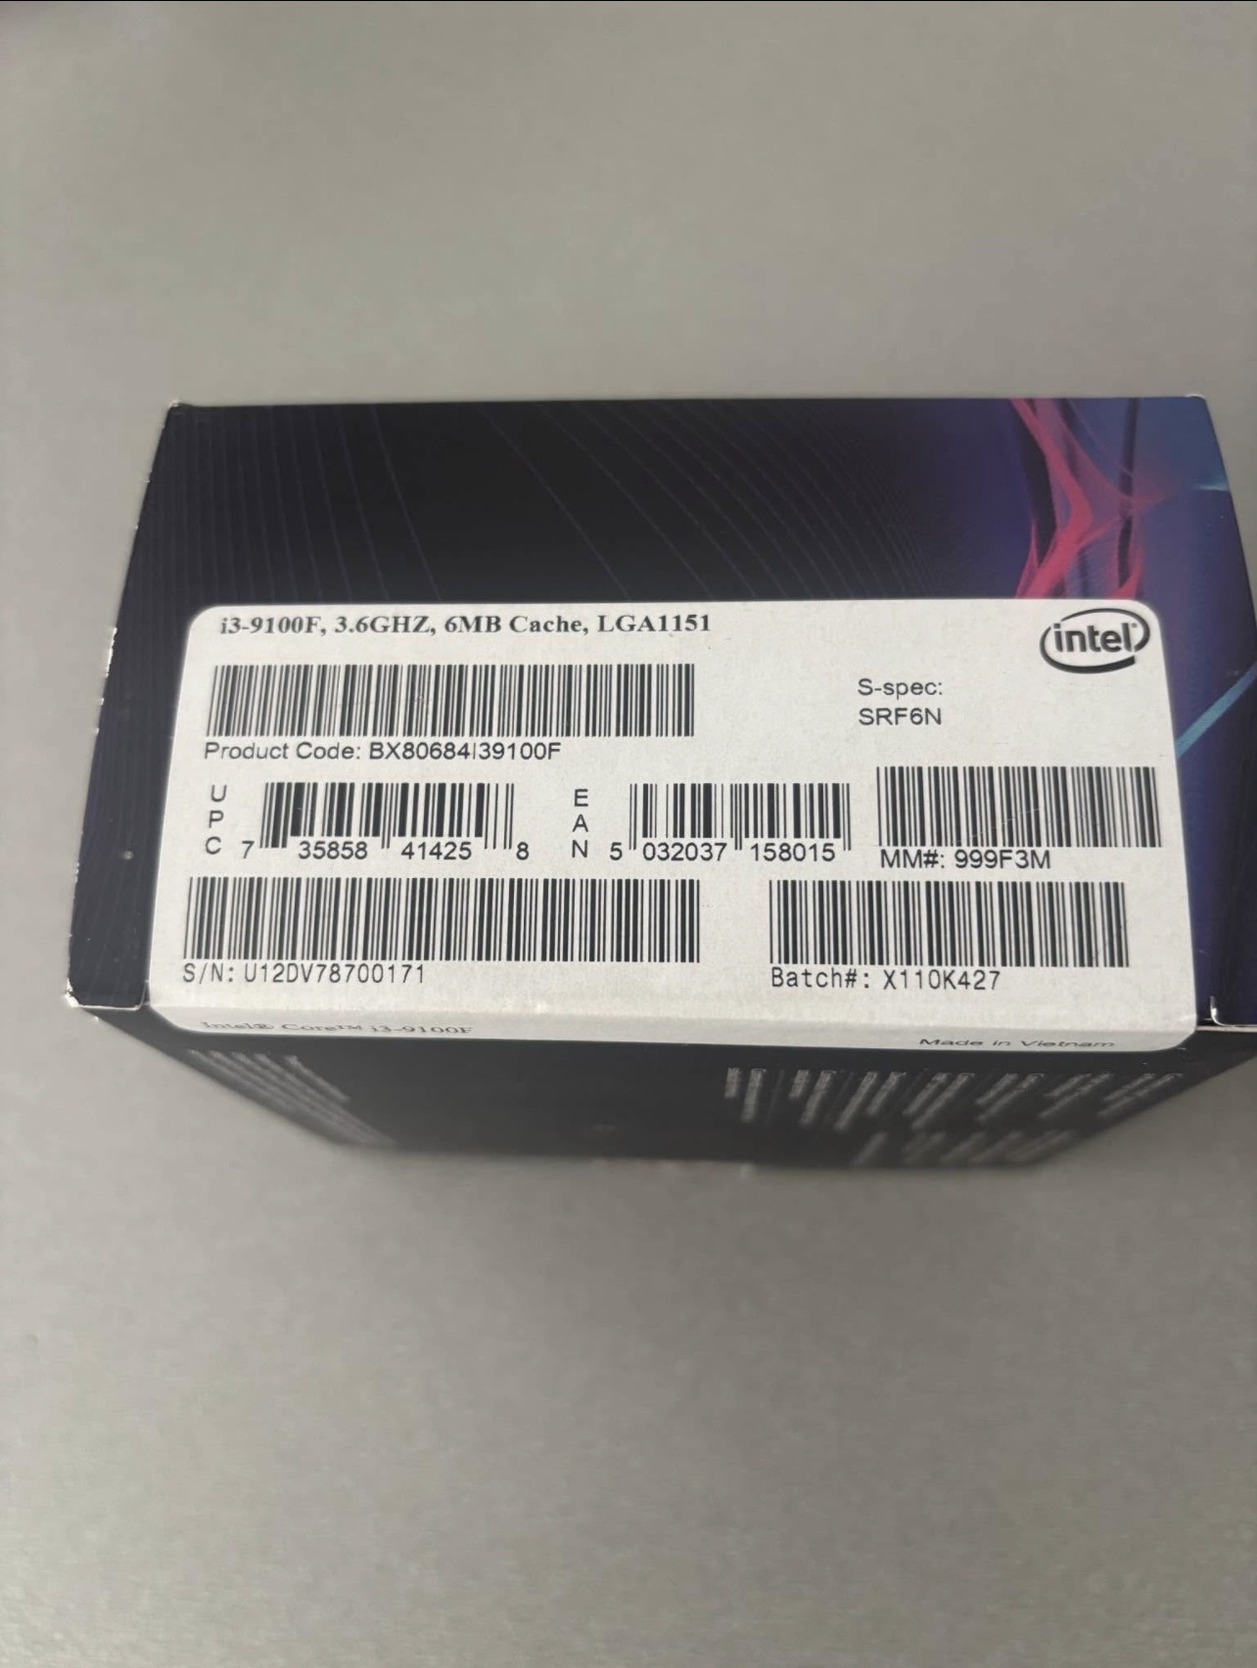 i3-9100F, 3.6GHZ, 6MB Cache, LGA1151
intel
S-spec:
SRF6N
Product Code: BX80684I39100F
UPC 7 35858 41425 8
EAN 5 032037 158015
MM#: 999F3M
S/N: U12DV78700171
Batch#: X110K427
Intel® Core™ i3-9100F
Made in Vietnam